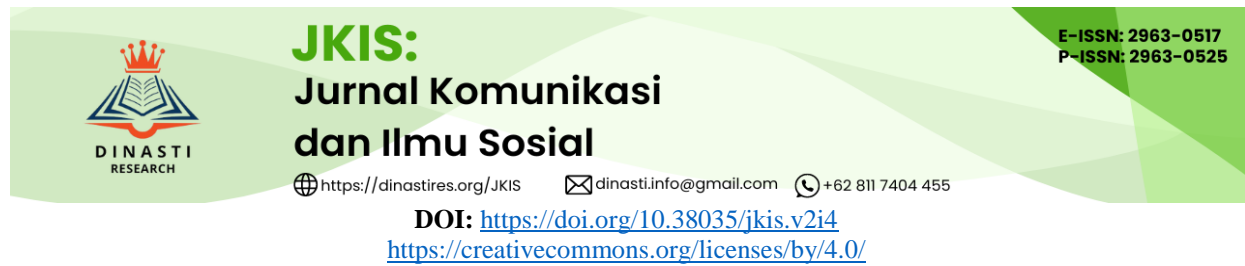 JKIS:
Jurnal Komunikasi
dan Ilmu Sosial
DINASTI
RESEARCH
https://dinastires.org/JKIS dinasti.info@gmail.com +62 811 7404 455
E-ISSN: 2963-0517
P-ISSN: 2963-0525
DOI: https://doi.org/10.38035/jkis.v2i4
https://creativecommons.org/licenses/by/4.0/